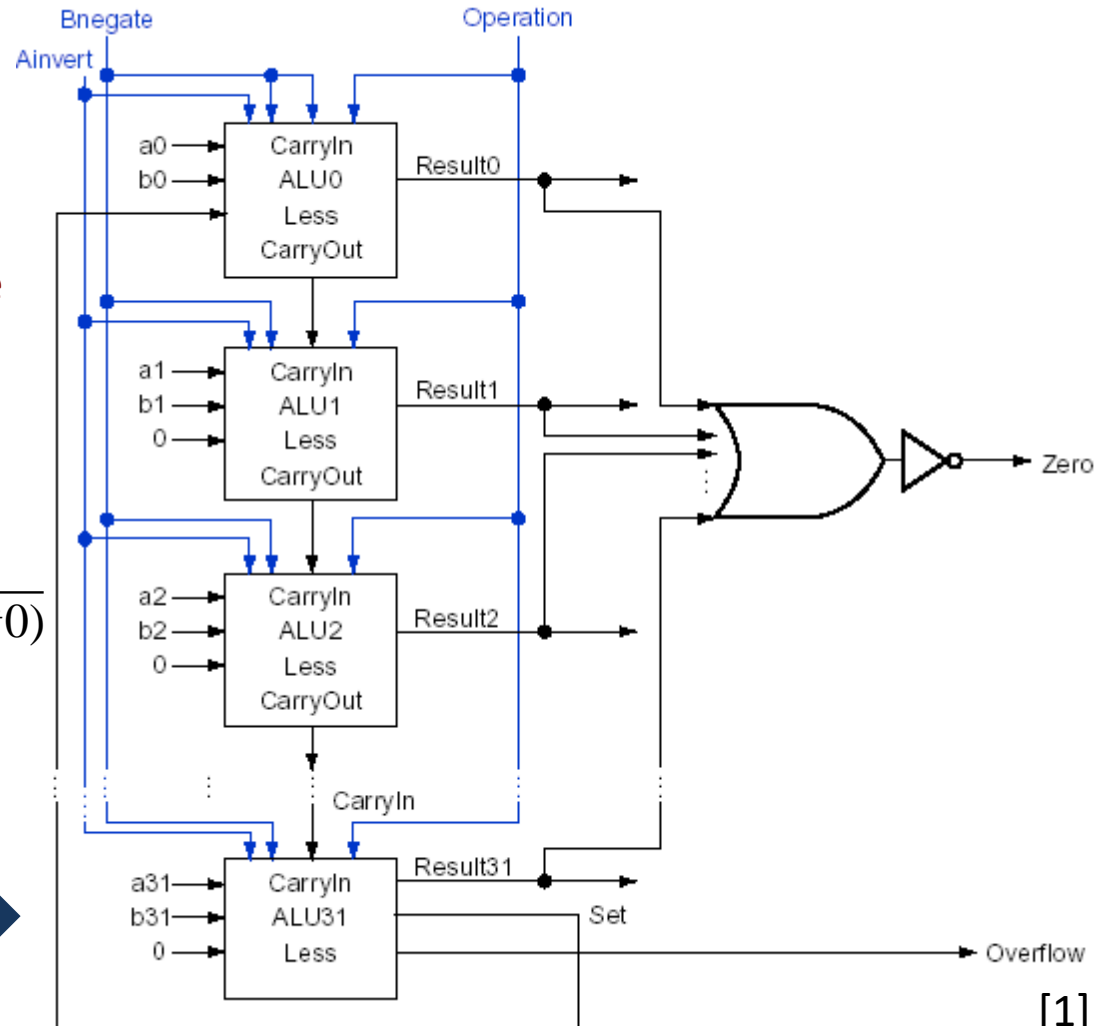 Bnegate
Operation
Ainvert
a0
CarryIn
b0
ALU0
Result0
Less
CarryOut
a1
CarryIn
b1
ALU1
Result1
0
Less
CarryOut
Zero
a2
CarryIn
b2
ALU2
Result2
0
Less
CarryOut
0)
CarryIn
a31
CarryIn
Result31
b31
ALU31
Set
0
Less
Overflow
[1]